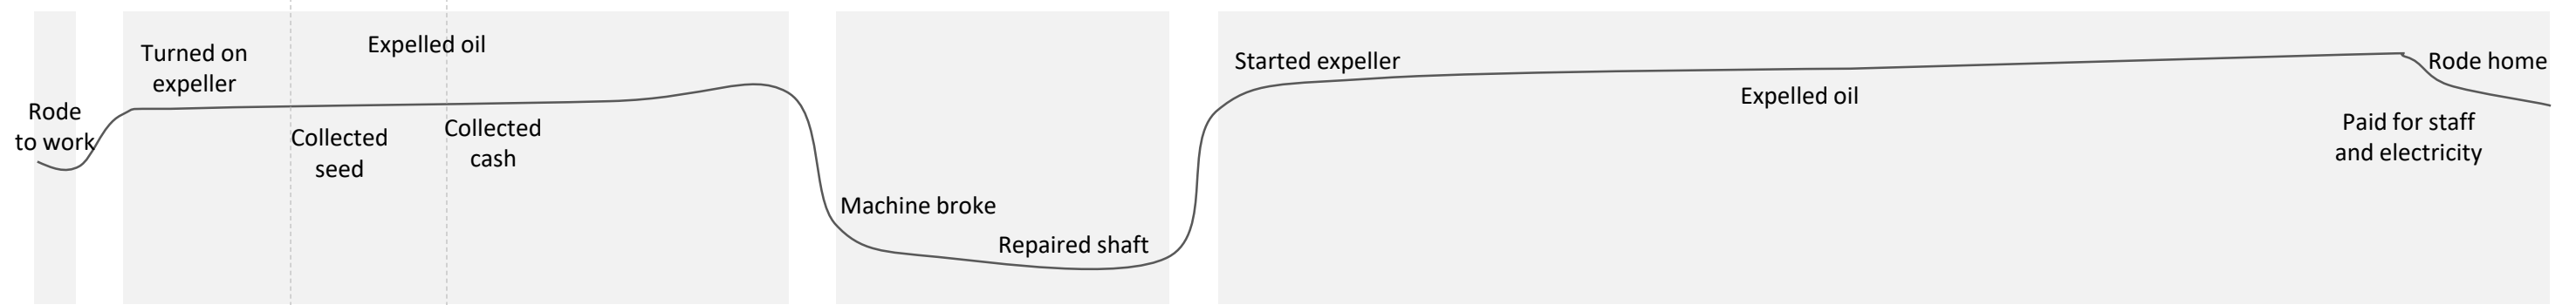 Rode
to work
Turned on
expeller
Expelled oil
Collected
seed
Collected
cash
Machine broke
Repaired shaft
Started expeller
Expelled oil
Paid for staff
and electricity
Rode home